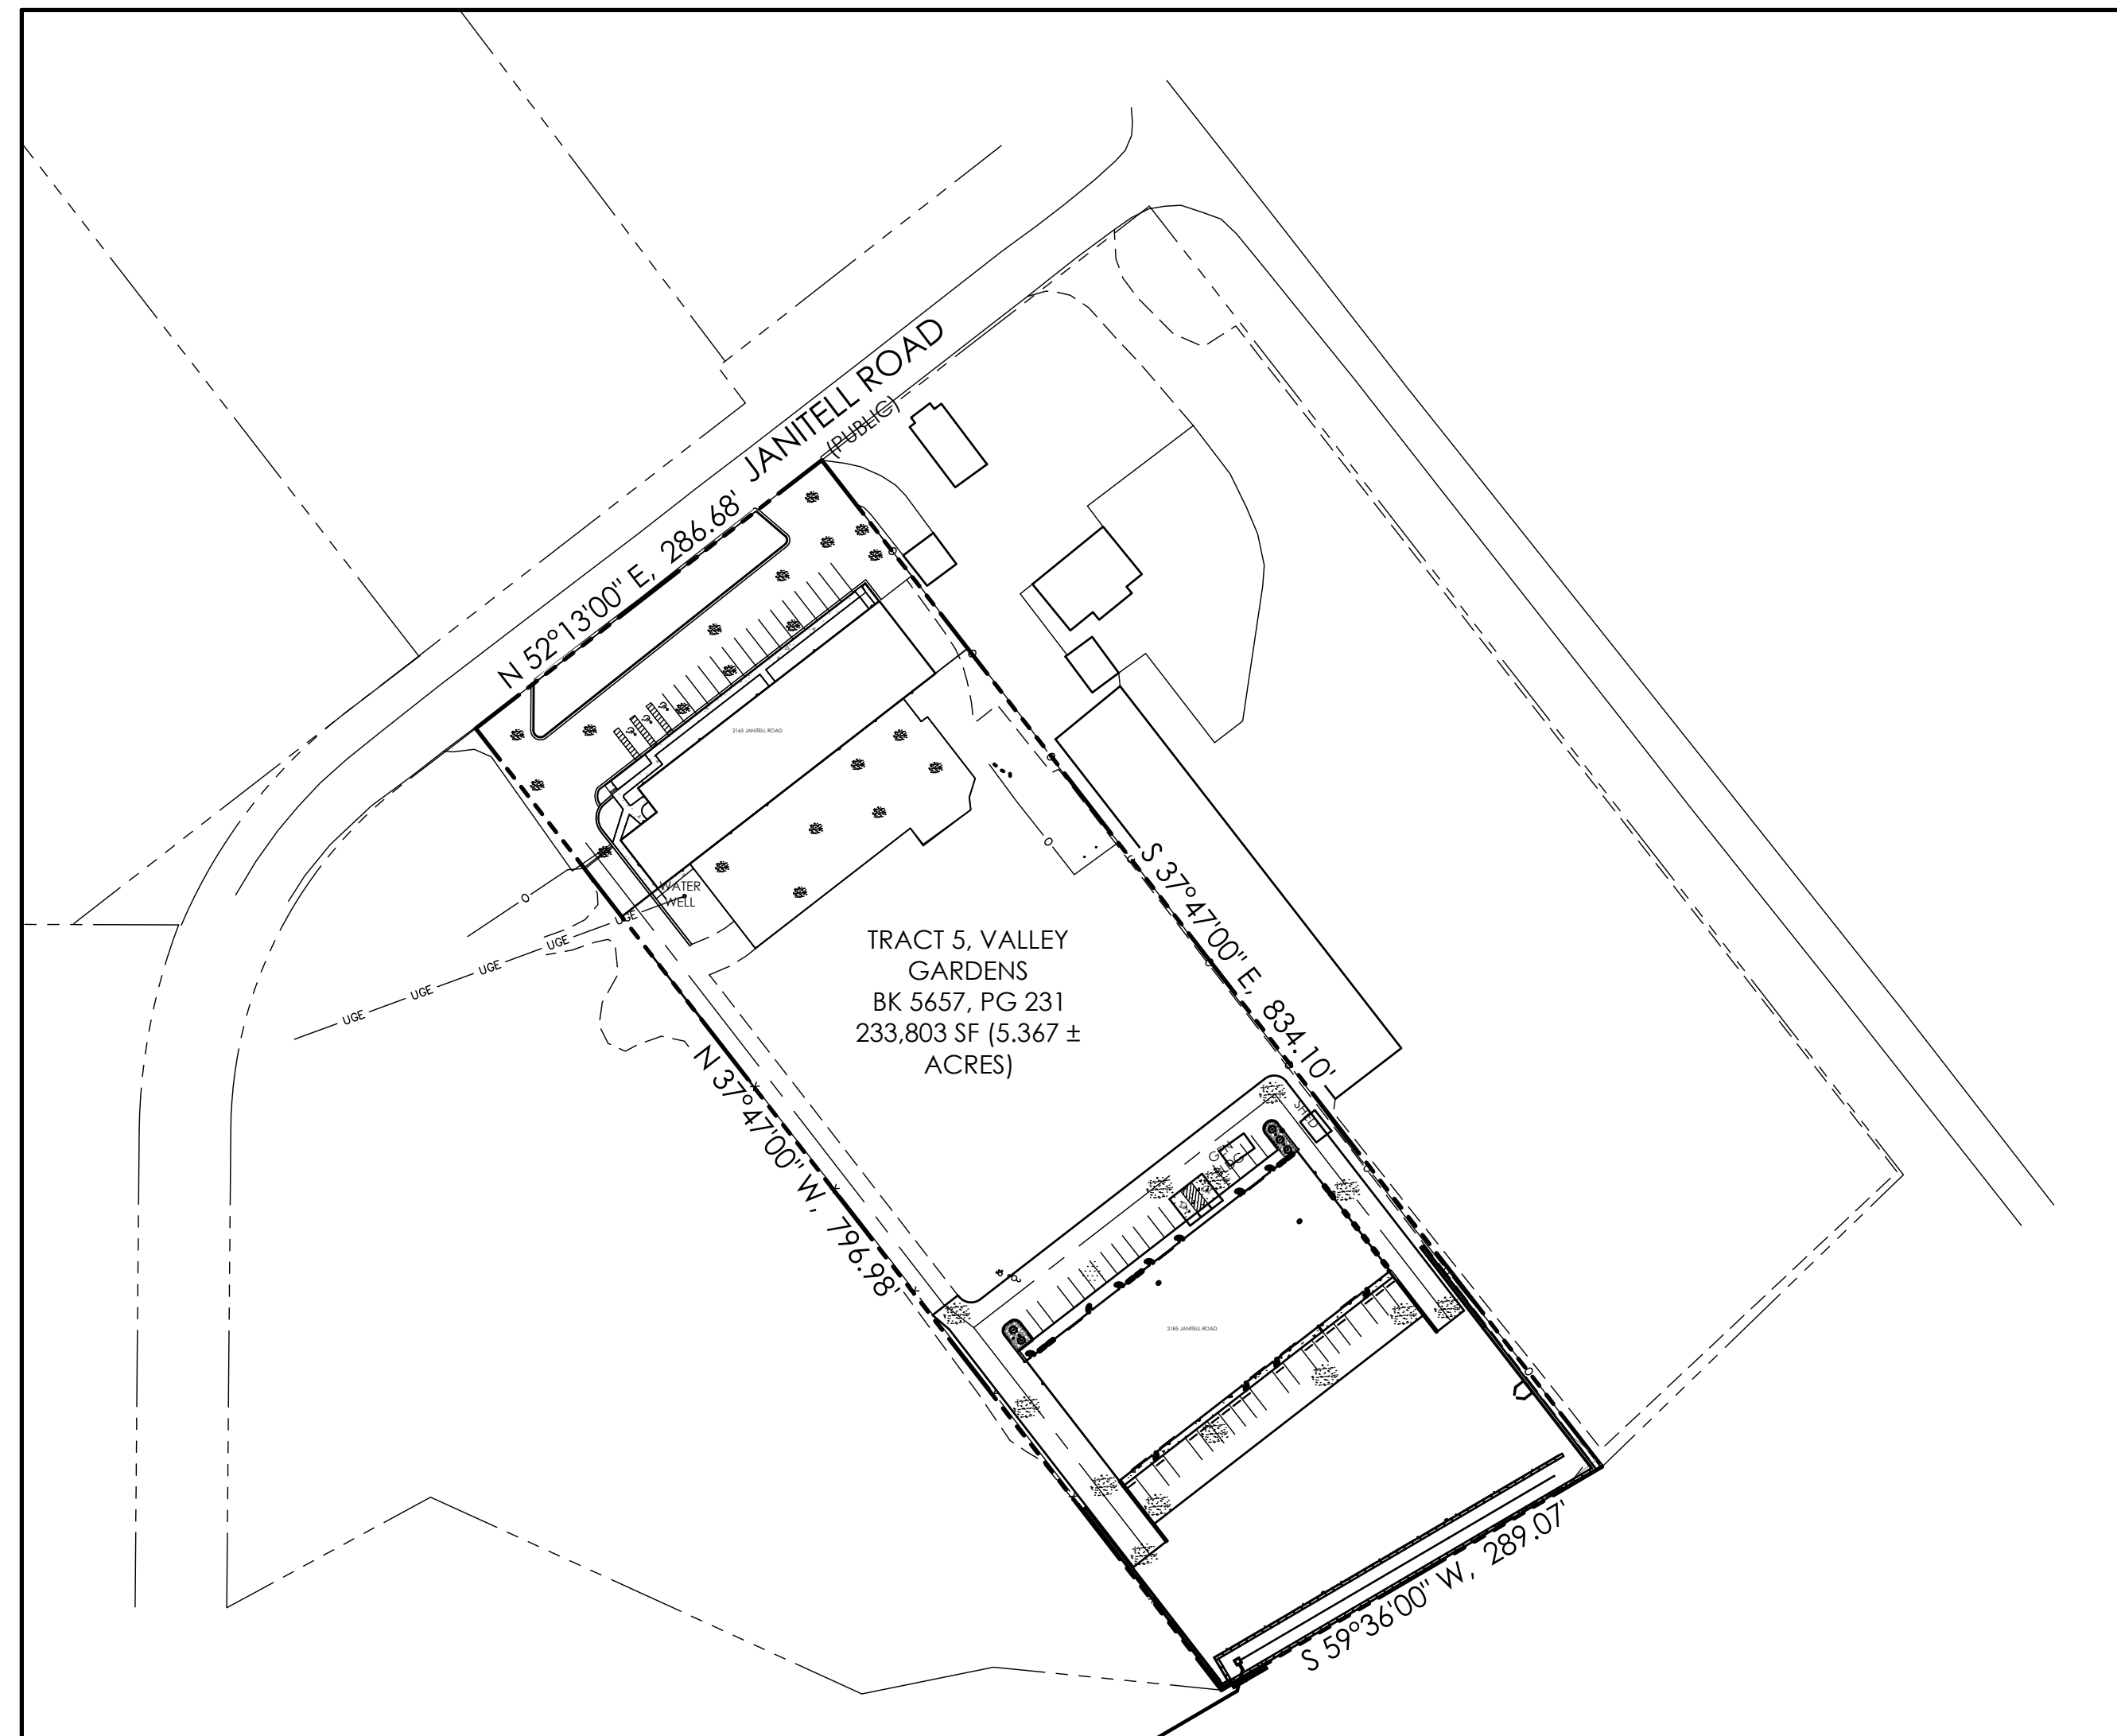 JANITELL ROAD
(PUBLIC)
N 52°13'00" E, 286.68'
2165 JANITELL ROAD
WATER
WELL
UGE
UGE
UGE
UGE
UGE
TRACT 5, VALLEY
GARDENS
BK 5657, PG 231
233,803 SF (5.367 ±
ACRES)
S 37°47'00" E, 834.10'
N 37°47'00" W, 796.98'
SHED
2185 JANITELL ROAD
S 59°36'00" W, 289.07'